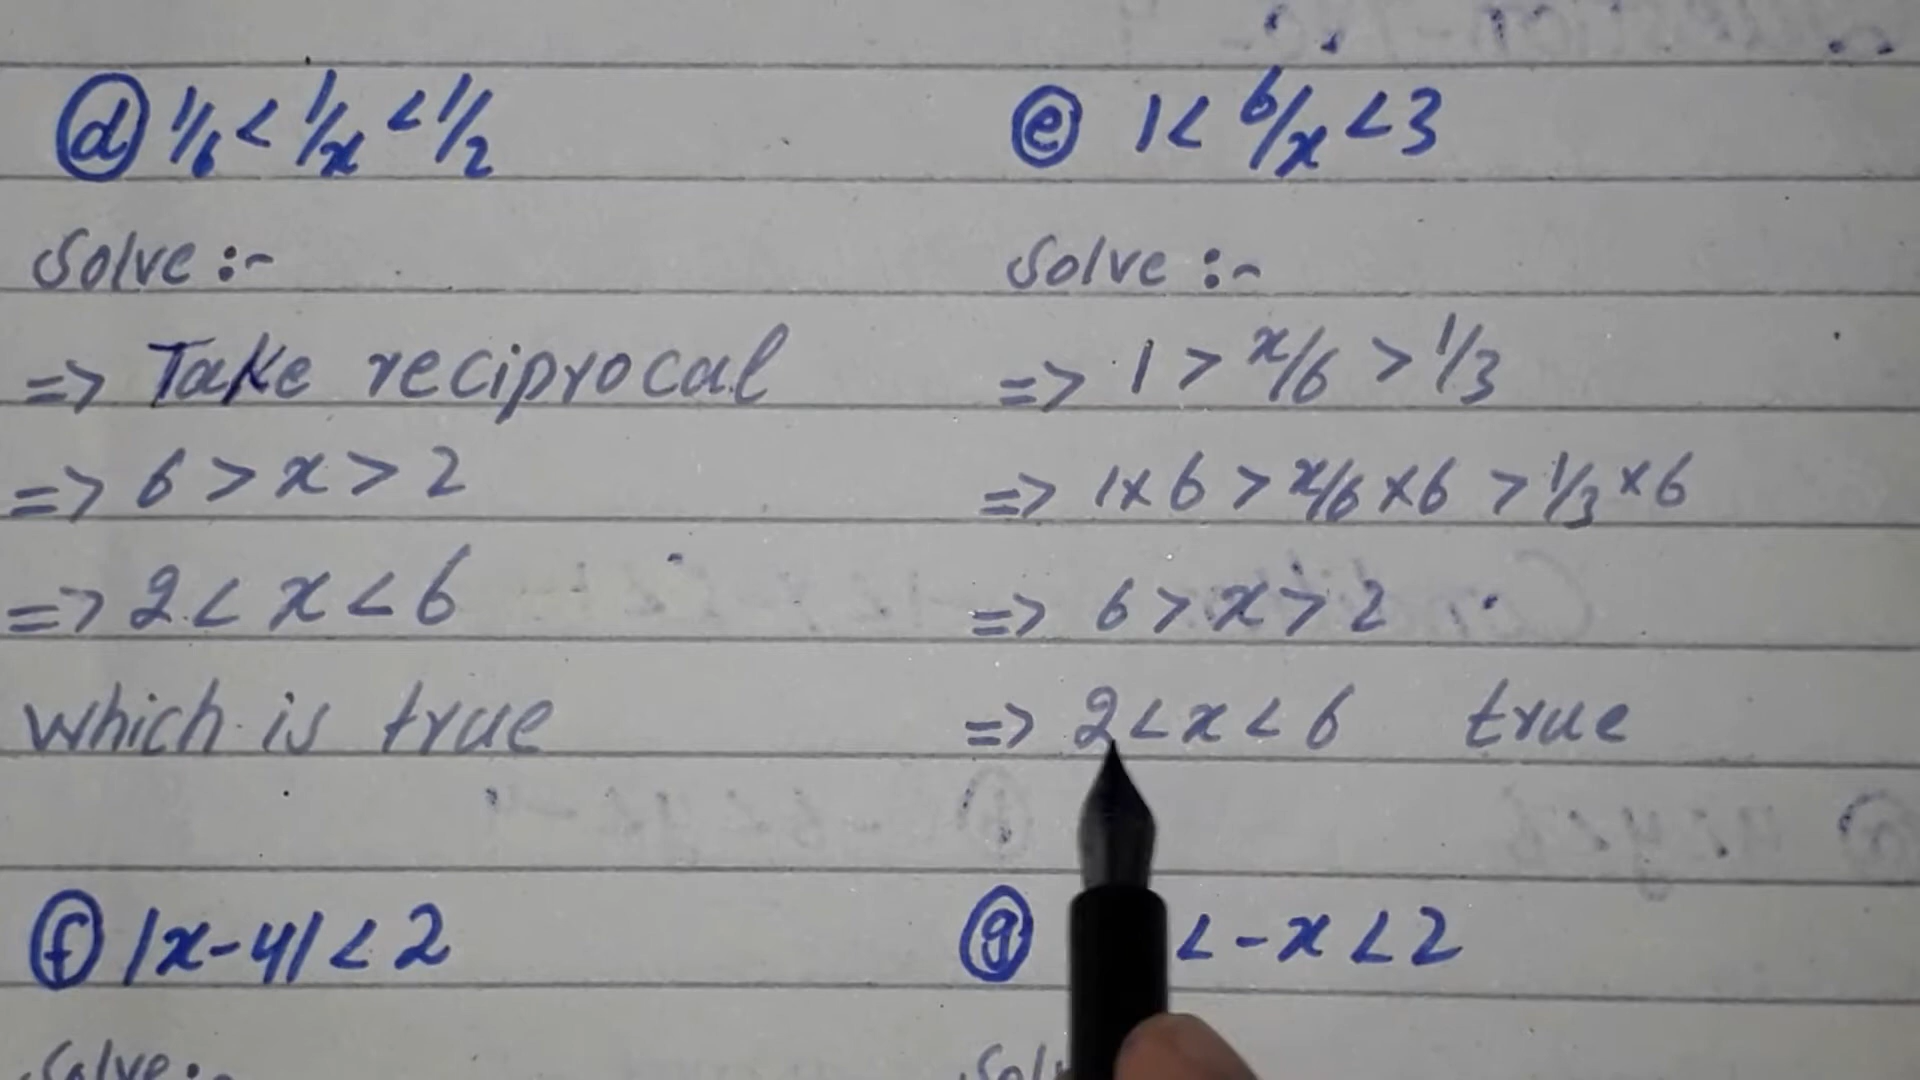 ⓓ 1/6 < 1/x < 1/2
Solve :-
=> Take reciprocal
=> 6 > x > 2
=> 2 < x < 6
which is true
ⓔ 1 < 6/x < 3
Solve :-
=> 1 > x/6 > 1/3
=> 1 × 6 > x/6 × 6 > 1/3 × 6
=> 6 > x > 2
=> 2 < x < 6 true
ⓕ |x-4| < 2
Solve :-
ⓖ < -x < 2